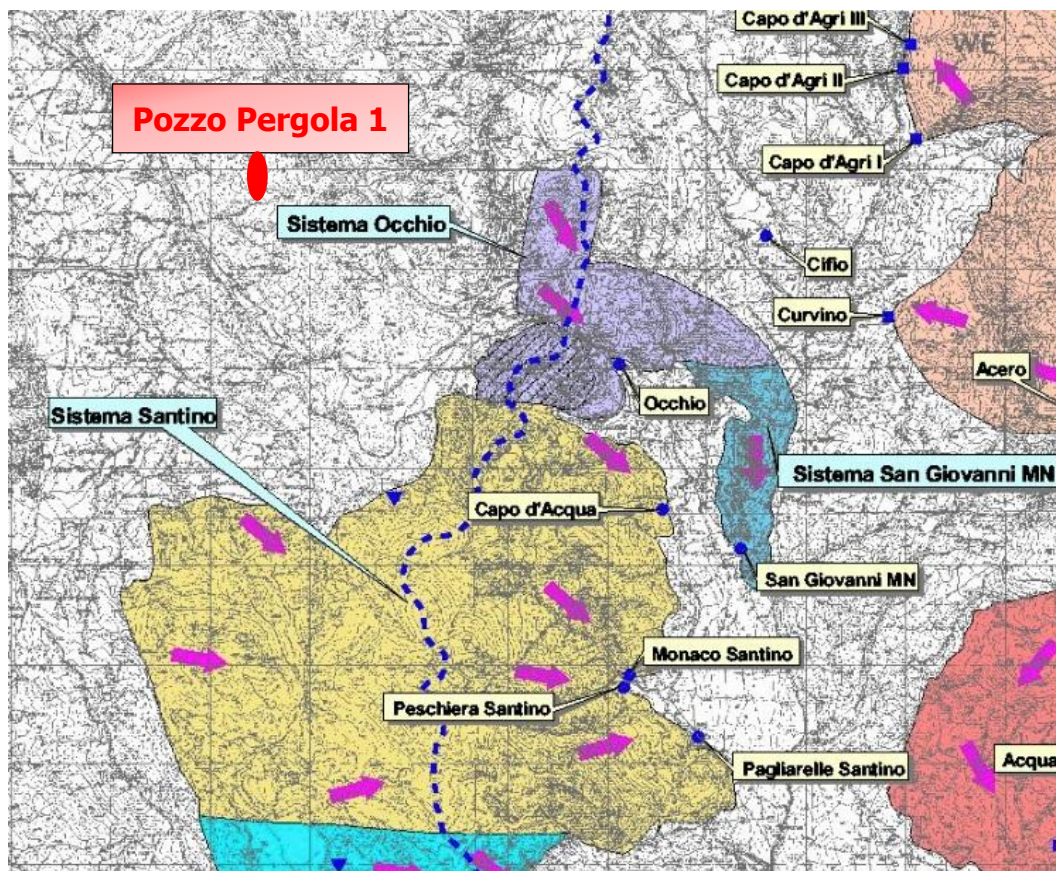 Capo d'Agri III
WE
Capo d'Agri II
Pozzo Pergola 1
Capo d'Agri I
Sistema Occhio
Cifio
Curvino
Acero
Occhio
Sistema Santino
Sistema San Giovanni MN
Capo d'Acqua
San Giovanni MN
Monaco Santino
Peschiera Santino
Pagliarelle Santino
Acqua